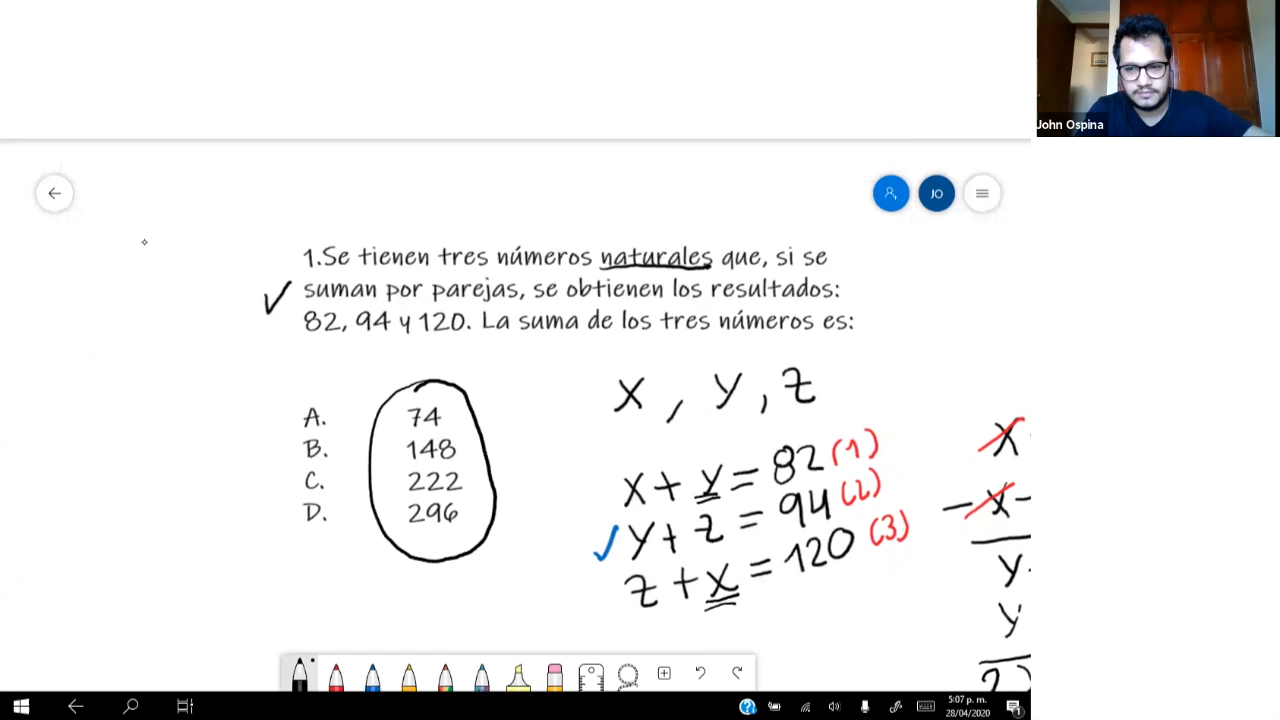 John Ospina
JO
1.Se tienen tres números naturales que, si se
suman por parejas, se obtienen los resultados:
82, 94 y 120. La suma de los tres números es:
A. 74
B. 148
C. 222
D. 296
x, y, z
x + y = 82 (1)
y + z = 94 (2)
z + x = 120 (3)
x
- x -
y
y
5:07 p. m.
28/04/2020